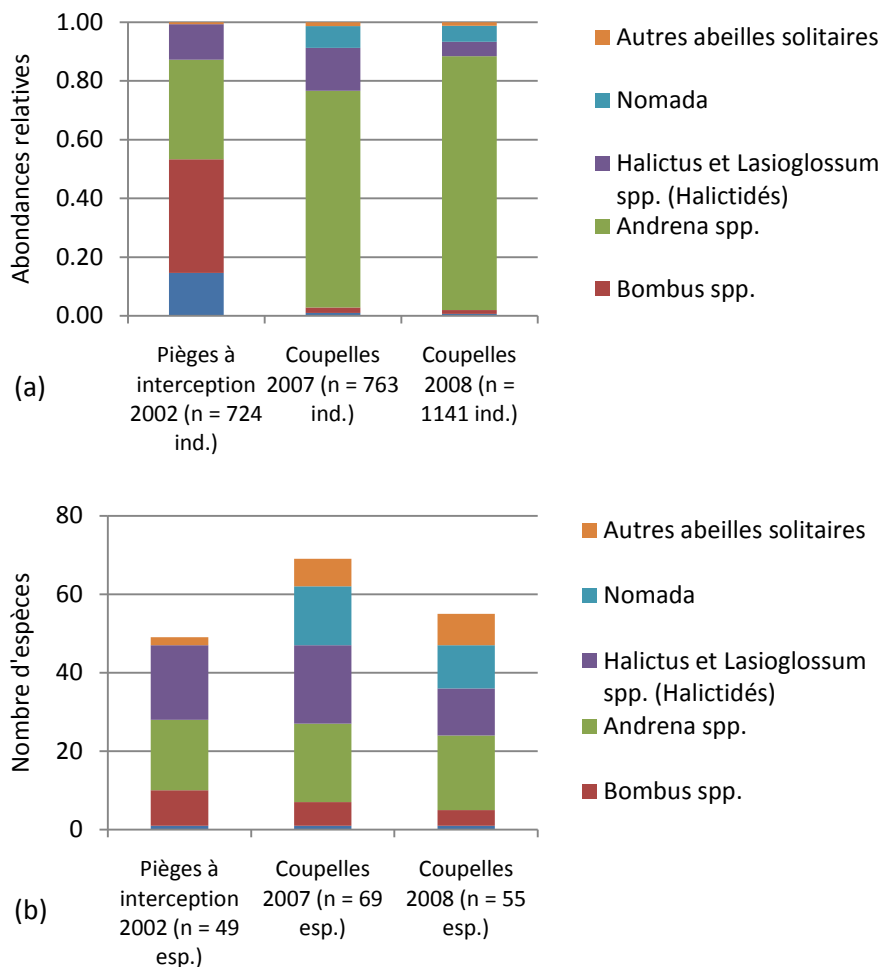 1.00
0.80
0.60
0.40
0.20
0.00
Abondances relatives
Pièges à
interception
2002 (n = 724
ind.)
Coupelles
2007 (n = 763
ind.)
Coupelles
2008 (n =
1141 ind.)
Autres abeilles solitaires
Nomada
Halictus et Lasioglossum
spp. (Halictidés)
Andrena spp.
Bombus spp.
(a)
80
60
40
20
0
Nombre d'espèces
Pièges à
interception
2002 (n = 49
esp.)
Coupelles
2007 (n = 69
esp.)
Coupelles
2008 (n = 55
esp.)
Autres abeilles solitaires
Nomada
Halictus et Lasioglossum
spp. (Halictidés)
Andrena spp.
Bombus spp.
(b)